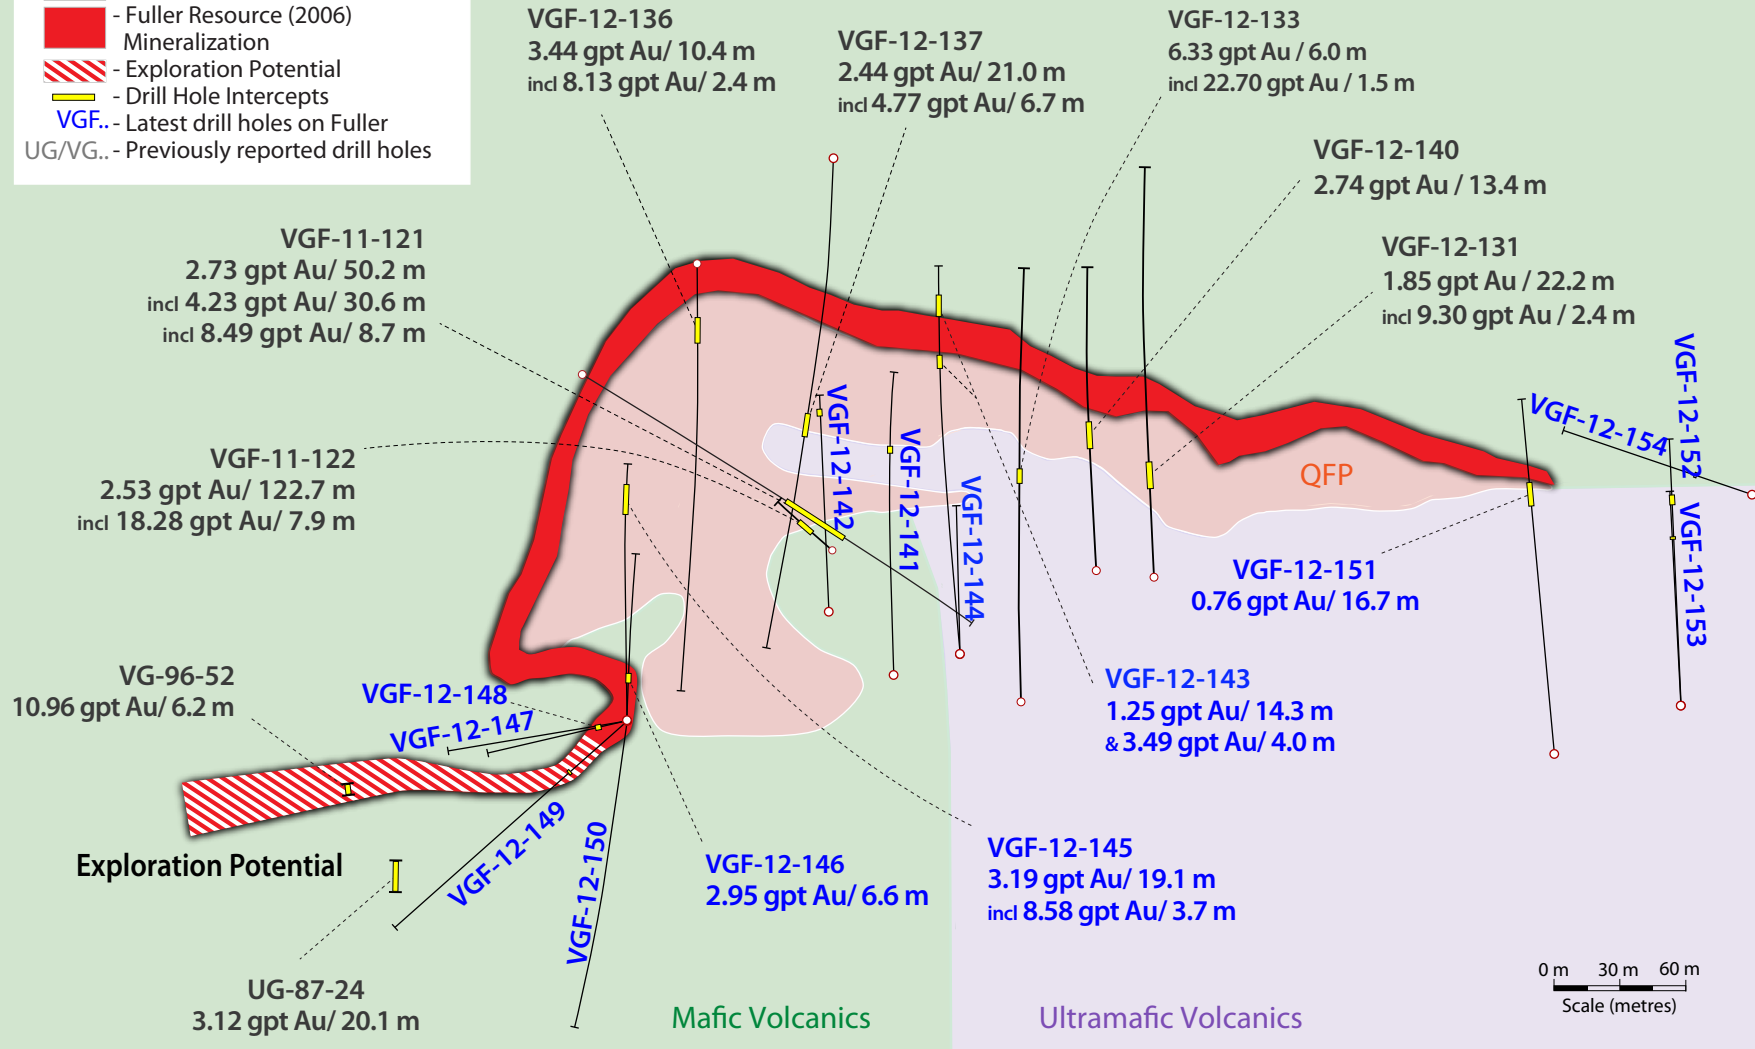 - Fuller Resource (2006)
Mineralization
- Exploration Potential
- Drill Hole Intercepts
VGF.. - Latest drill holes on Fuller
UG/VG.. - Previously reported drill holes
VGF-12-136
3.44 gpt Au/ 10.4 m
incl 8.13 gpt Au/ 2.4 m
VGF-12-137
2.44 gpt Au/ 21.0 m
incl 4.77 gpt Au/ 6.7 m
VGF-12-133
6.33 gpt Au / 6.0 m
incl 22.70 gpt Au / 1.5 m
VGF-12-140
2.74 gpt Au / 13.4 m
VGF-12-131
1.85 gpt Au / 22.2 m
incl 9.30 gpt Au / 2.4 m
VGF-11-121
2.73 gpt Au/ 50.2 m
incl 4.23 gpt Au/ 30.6 m
incl 8.49 gpt Au/ 8.7 m
VGF-11-122
2.53 gpt Au/ 122.7 m
incl 18.28 gpt Au/ 7.9 m
VGF-12-142
VGF-12-141
VGF-12-144
QFP
VGF-12-154
VGF-12-152
VGF-12-153
VGF-12-151
0.76 gpt Au/ 16.7 m
VG-96-52
10.96 gpt Au/ 6.2 m
VGF-12-148
VGF-12-147
VGF-12-143
1.25 gpt Au/ 14.3 m
& 3.49 gpt Au/ 4.0 m
Exploration Potential
VGF-12-149
VGF-12-150
VGF-12-146
2.95 gpt Au/ 6.6 m
VGF-12-145
3.19 gpt Au/ 19.1 m
incl 8.58 gpt Au/ 3.7 m
UG-87-24
3.12 gpt Au/ 20.1 m
Mafic Volcanics
Ultramafic Volcanics
0 m 30 m 60 m
Scale (metres)